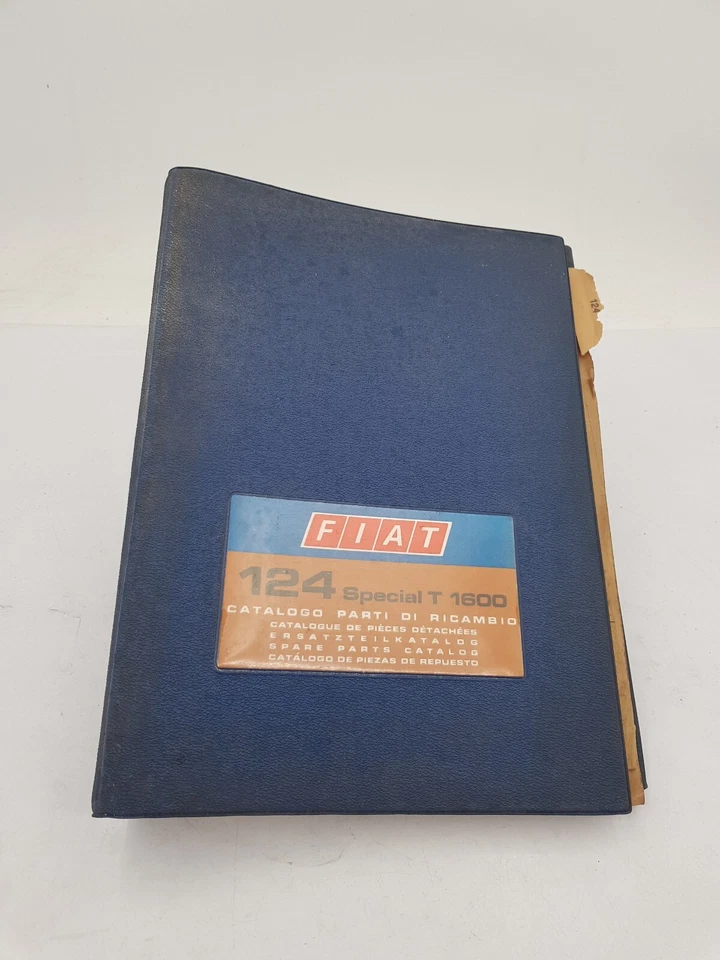 FIAT
124 Special T 1600
CATALOGO PARTI DI RICAMBIO
CATALOGUE DE PIÈCES DÉTACHÉES
ERSATZTEILKATALOG
SPARE PARTS CATALOG
CATÁLOGO DE PIEZAS DE REPUESTO
124